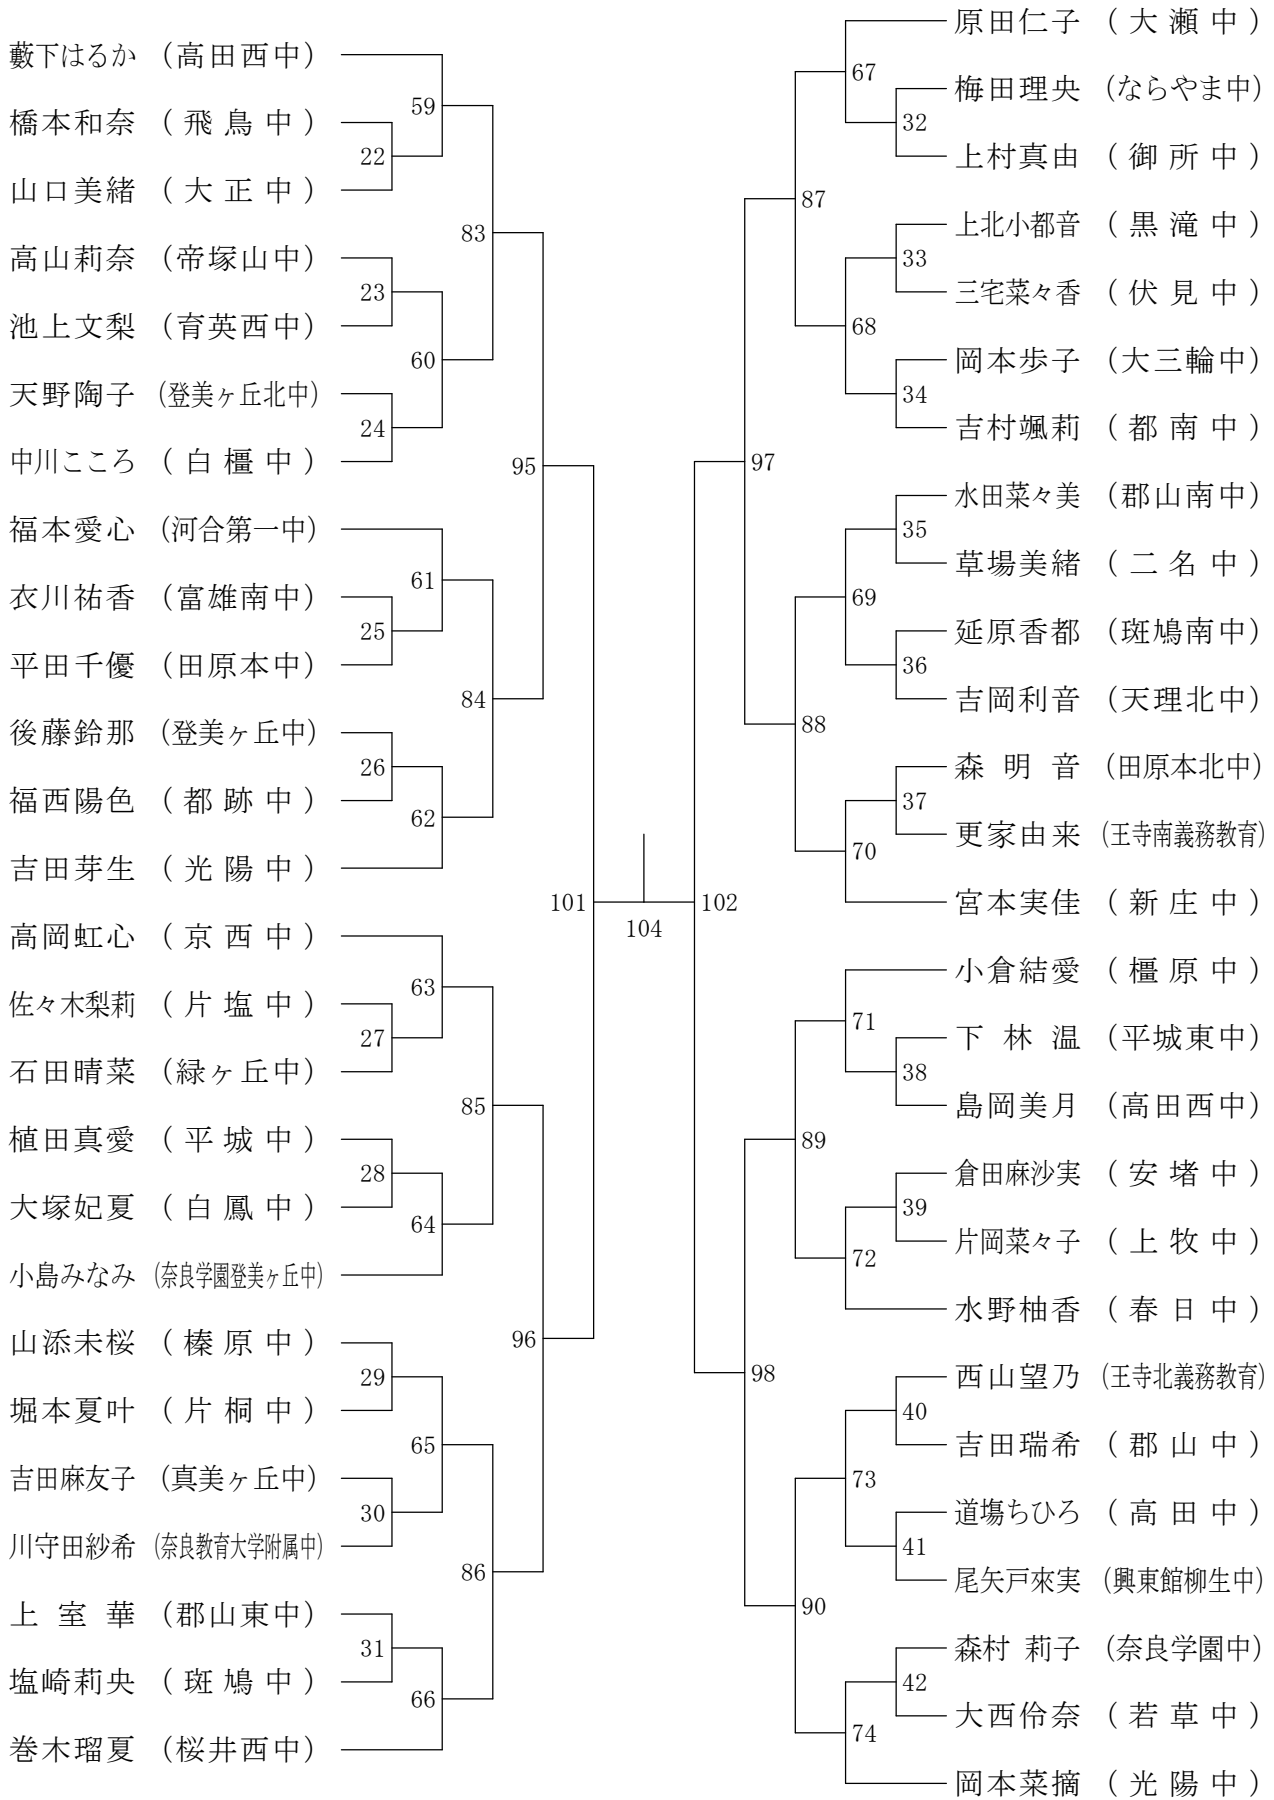 藪下はるか (高田西中)
橋本和奈 (飛鳥中)
山口美緒 (大正中)
高山莉奈 (帝塚山中)
池上文梨 (育英西中)
天野陶子 (登美ヶ丘北中)
中川こころ (白橿中)
福本愛心 (河合第一中)
衣川祐香 (富雄南中)
平田千優 (田原本中)
後藤鈴那 (登美ヶ丘中)
福西陽色 (都跡中)
吉田芽生 (光陽中)
高岡虹心 (京西中)
佐々木梨莉 (片塩中)
石田晴菜 (緑ヶ丘中)
植田真愛 (平城中)
大塚妃夏 (白鳳中)
小島みなみ (奈良学園登美ヶ丘中)
山添未桜 (榛原中)
堀本夏叶 (片桐中)
吉田麻友子 (真美ヶ丘中)
川守田紗希 (奈良教育大学附属中)
上室華 (郡山東中)
塩崎莉央 (斑鳩中)
巻木瑠夏 (桜井西中)
22
23
24
25
26
27
28
29
30
31
59
60
61
62
63
64
65
66
83
84
85
86
95
96
101
104
102
97
98
87
88
89
90
67
68
69
70
71
72
73
74
32
33
34
35
36
37
38
39
40
41
42
原田仁子 (大瀬中)
梅田理央 (ならやま中)
上村真由 (御所中)
上北小都音 (黒滝中)
三宅菜々香 (伏見中)
岡本歩子 (大三輪中)
吉村颯莉 (都南中)
水田菜々美 (郡山南中)
草場美緒 (二名中)
延原香都 (斑鳩南中)
吉岡利音 (天理北中)
森明音 (田原本北中)
更家由来 (王寺南義務教育)
宮本実佳 (新庄中)
小倉結愛 (橿原中)
下林温 (平城東中)
島岡美月 (高田西中)
倉田麻沙実 (安堵中)
片岡菜々子 (上牧中)
水野柚香 (春日中)
西山望乃 (王寺北義務教育)
吉田瑞希 (郡山中)
道場ちひろ (高田中)
尾矢戸來実 (興東館柳生中)
森村 莉子 (奈良学園中)
大西伶奈 (若草中)
岡本菜摘 (光陽中)